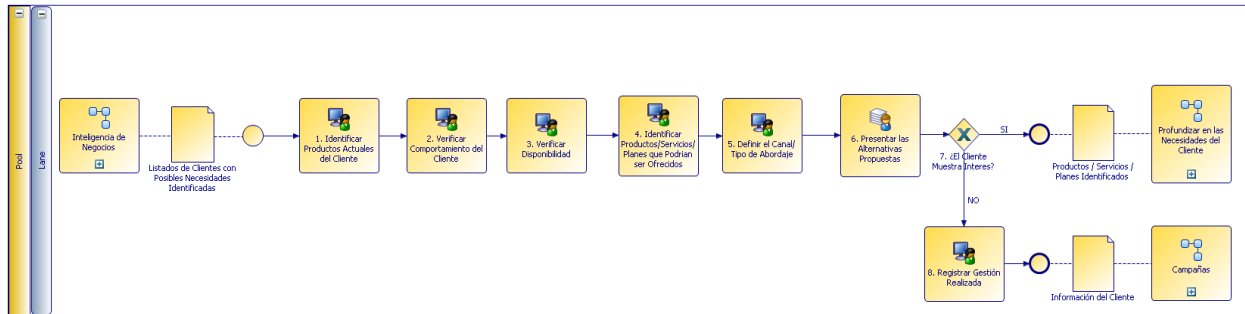 Pool
Lane
Inteligencia de
Negocios
Listados de Clientes con
Posibles Necesidades
Identificadas
1. Identificar
Productos Actuales
del Cliente
2. Verificar
Comportamiento del
Cliente
3. Verificar
Disponibilidad
4. Identificar
Productos/Servicios/
Planes que Podrian
ser Ofrecidos
5. Definir el Canal/
Tipo de Abordaje
6. Presentar las
Alternativas
Propuestas
7. ¿El Cliente
Muestra Interes?
SI
Productos / Servicios /
Planes Identificados
Profundizar en las
Necesidades del
Cliente
NO
8. Registrar Gestión
Realizada
Información del Cliente
Campañas